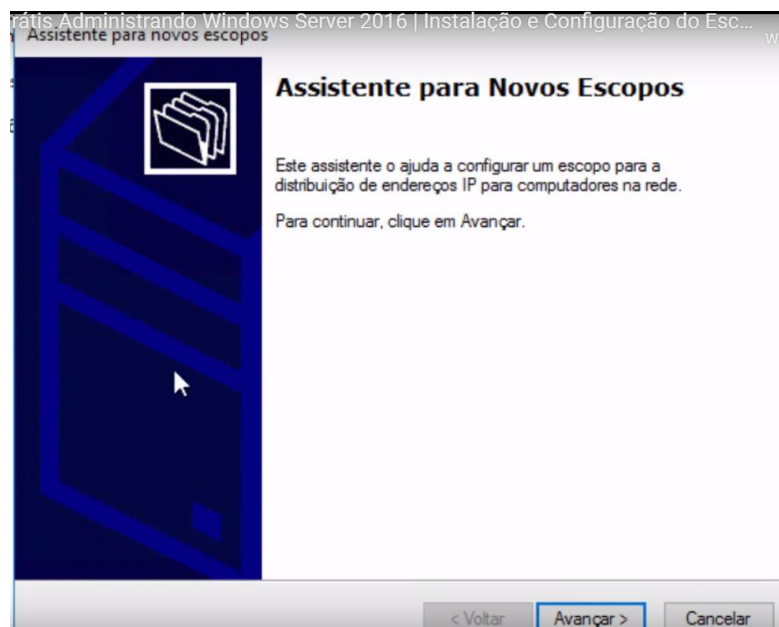 rátis Administrando Windows Server 2016 | Instalação e Configuração do Esc...
Assistente para novos escopos
Assistente para Novos Escopos
Este assistente o ajuda a configurar um escopo para a
distribuição de endereços IP para computadores na rede.
Para continuar, clique em Avançar.
< Voltar
Avançar >
Cancelar